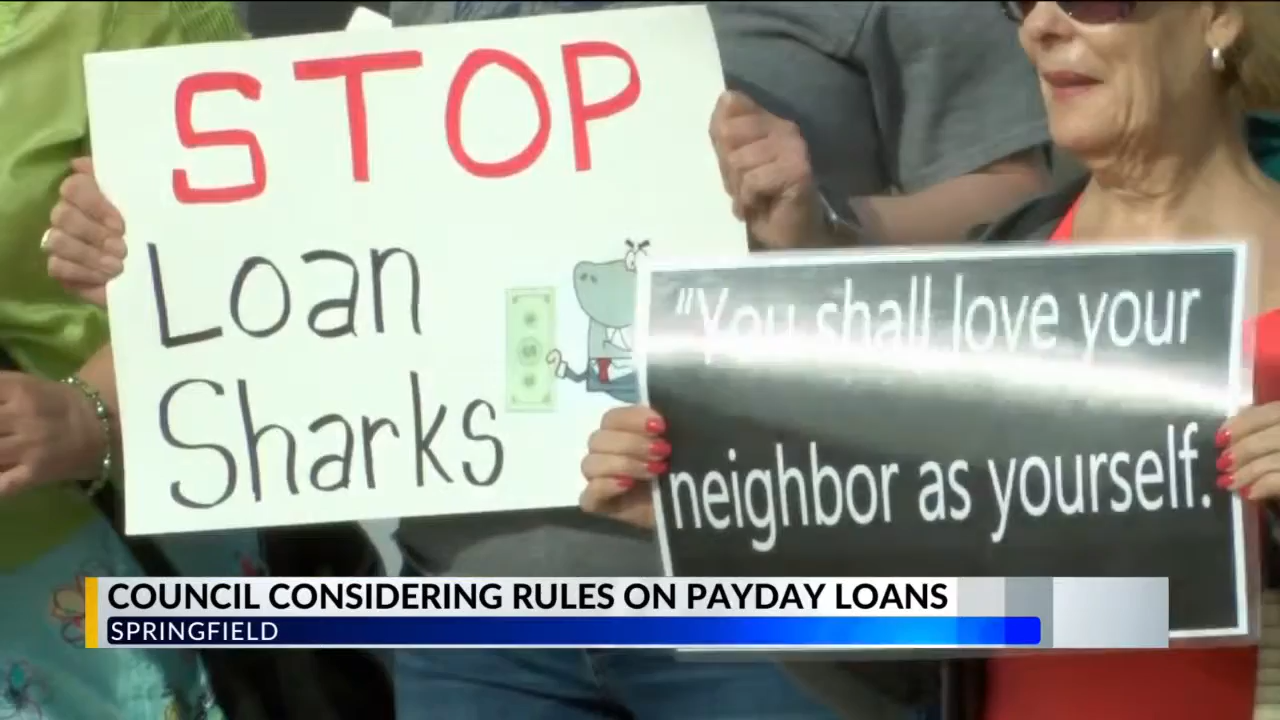 STOP
Loan
Sharks
“You shall love your
neighbor as yourself.
COUNCIL CONSIDERING RULES ON PAYDAY LOANS
SPRINGFIELD